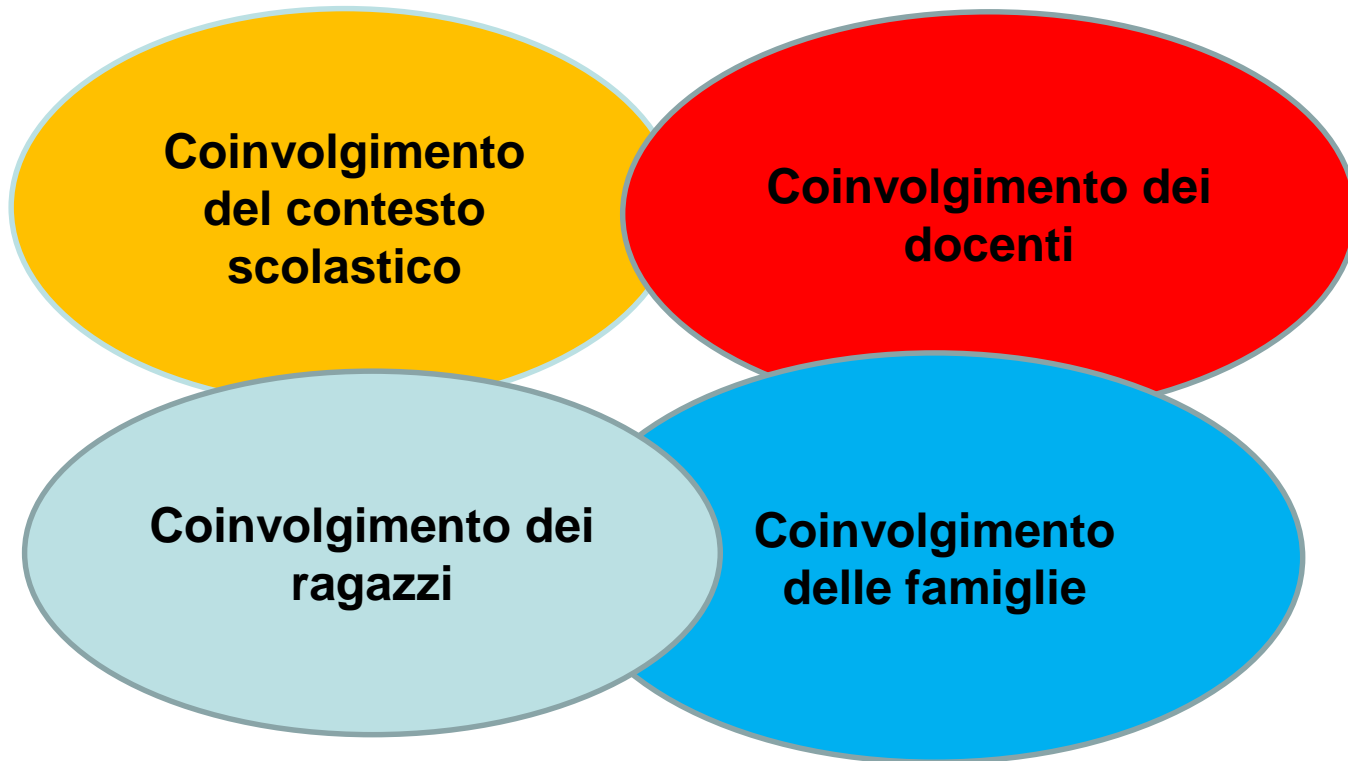 Coinvolgimento
del contesto
scolastico
Coinvolgimento dei
docenti
Coinvolgimento dei
ragazzi
Coinvolgimento
delle famiglie